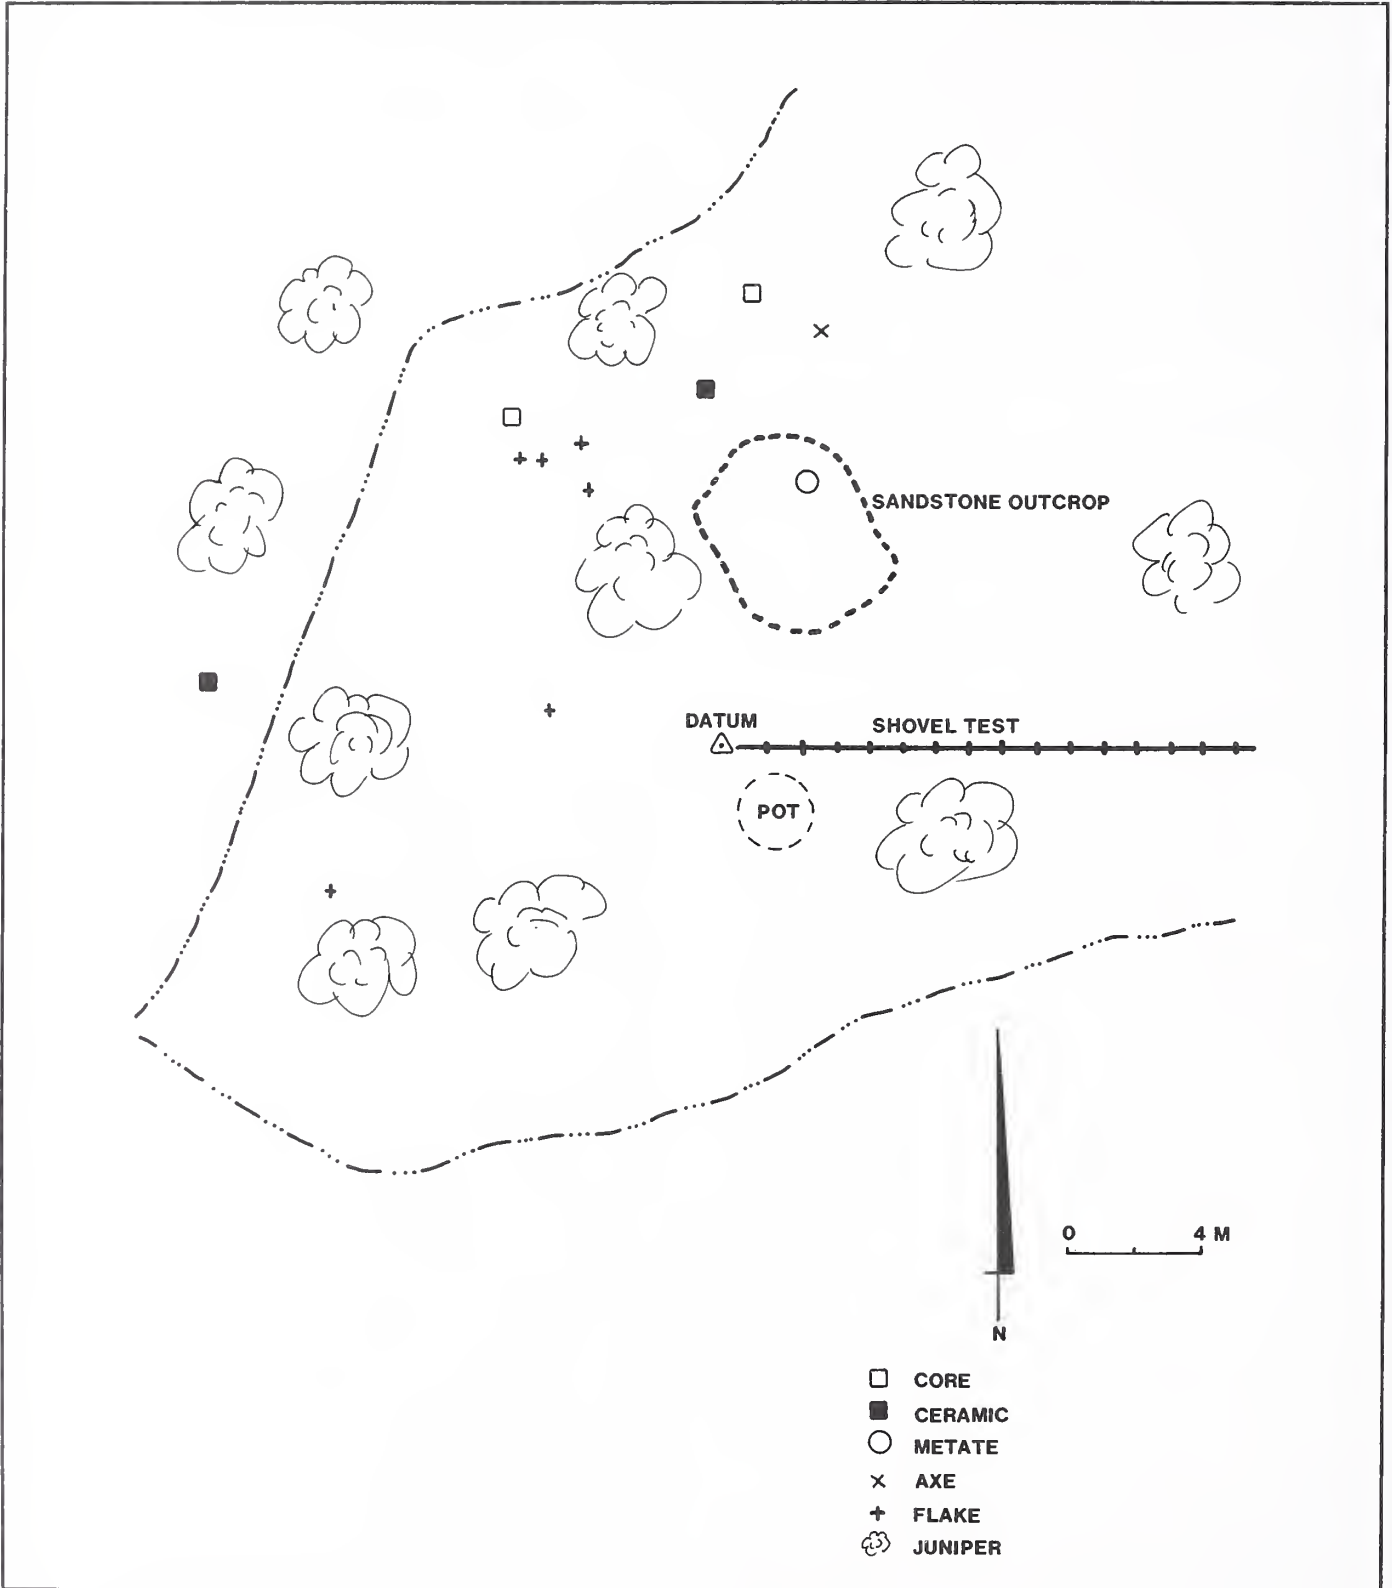 SANDSTONE OUTCROP
DATUM
SHOVEL TEST
POT
0 4 M
N
CORE
CERAMIC
METATE
AXE
FLAKE
JUNIPER